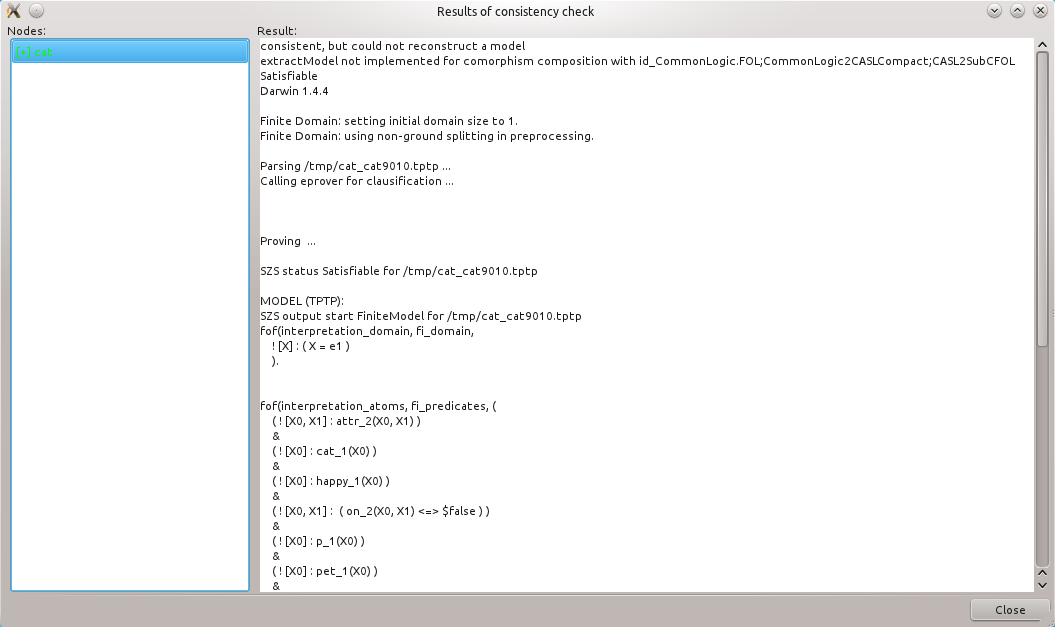 Results of consistency check
Nodes:
Result:
[+] cat
consistent, but could not reconstruct a model
extractModel not implemented for comorphism composition with id_CommonLogic.FOL;CommonLogic2CASLCompact;CASL2SubCFOL
Satisfiable
Darwin 1.4.4
Finite Domain: setting initial domain size to 1.
Finite Domain: using non-ground splitting in preprocessing.
Parsing /tmp/cat_cat9010.tptp ...
Calling eprover for clausification ...
Proving  ...
SZS status Satisfiable for /tmp/cat_cat9010.tptp
MODEL (TPTP):
SZS output start FiniteModel for /tmp/cat_cat9010.tptp
fof(interpretation_domain, fi_domain,
! [X] : ( X = e1 )
).
fof(interpretation_atoms, fi_predicates, (
( ! [X0, X1] : attr_2(X0, X1) )
&
( ! [X0] : cat_1(X0) )
&
( ! [X0] : happy_1(X0) )
&
( ! [X0, X1] :  ( on_2(X0, X1) <=> $false ) )
&
( ! [X0] : p_1(X0) )
&
( ! [X0] : pet_1(X0) )
&
Close